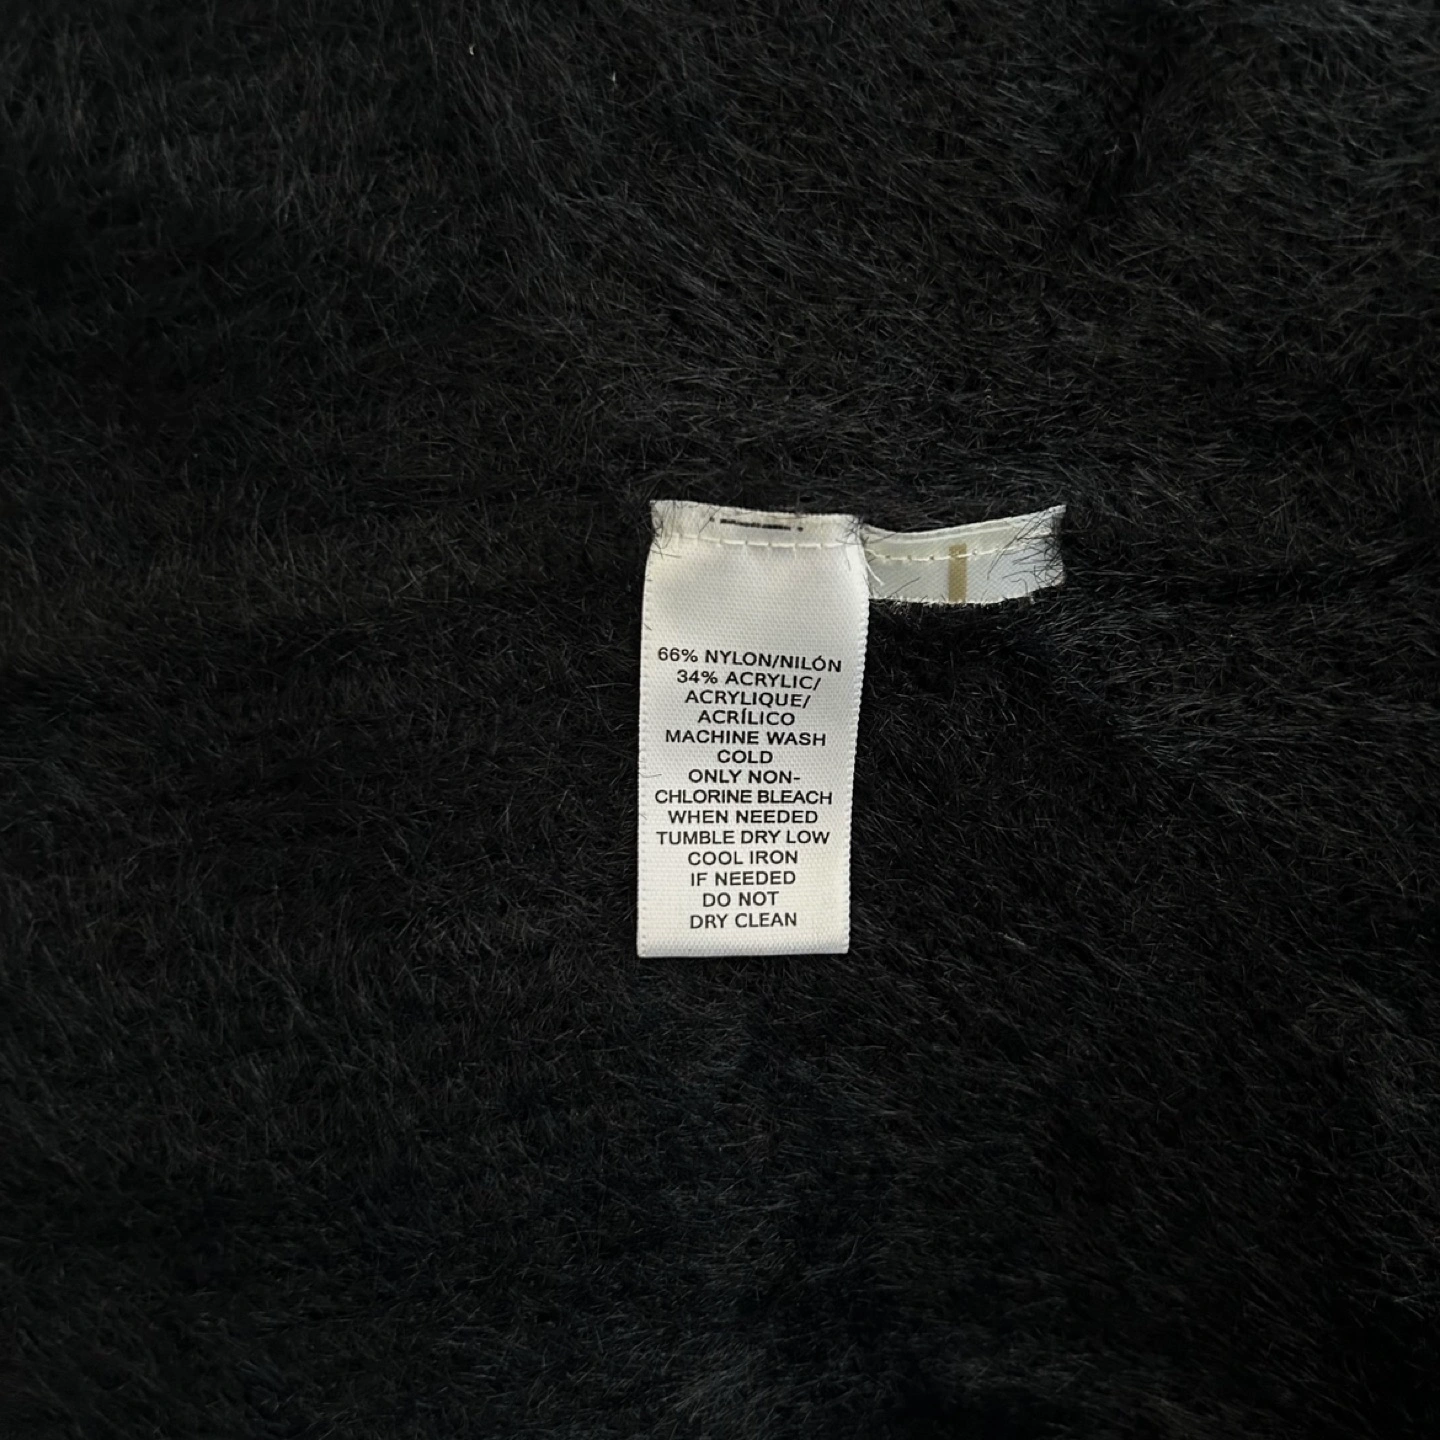 66% NYLON/NILÓN
34% ACRYLIC/
ACRYLIQUE/
ACRÍLICO
MACHINE WASH
COLD
ONLY NON-
CHLORINE BLEACH
WHEN NEEDED
TUMBLE DRY LOW
COOL IRON
IF NEEDED
DO NOT
DRY CLEAN